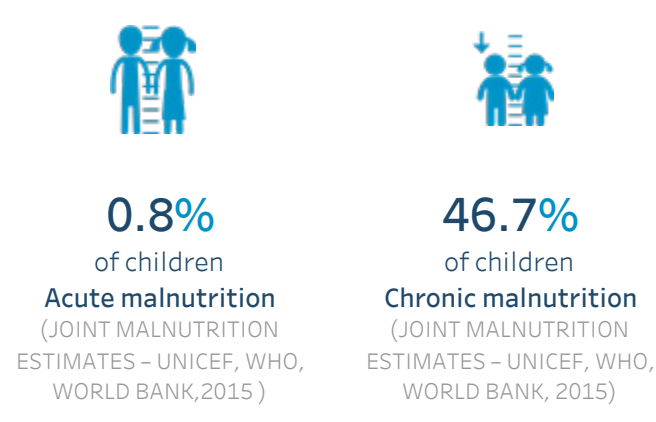 0.8%
of children
Acute malnutrition
(JOINT MALNUTRITION
ESTIMATES – UNICEF, WHO,
WORLD BANK,2015 )
46.7%
of children
Chronic malnutrition
(JOINT MALNUTRITION
ESTIMATES – UNICEF, WHO,
WORLD BANK, 2015)